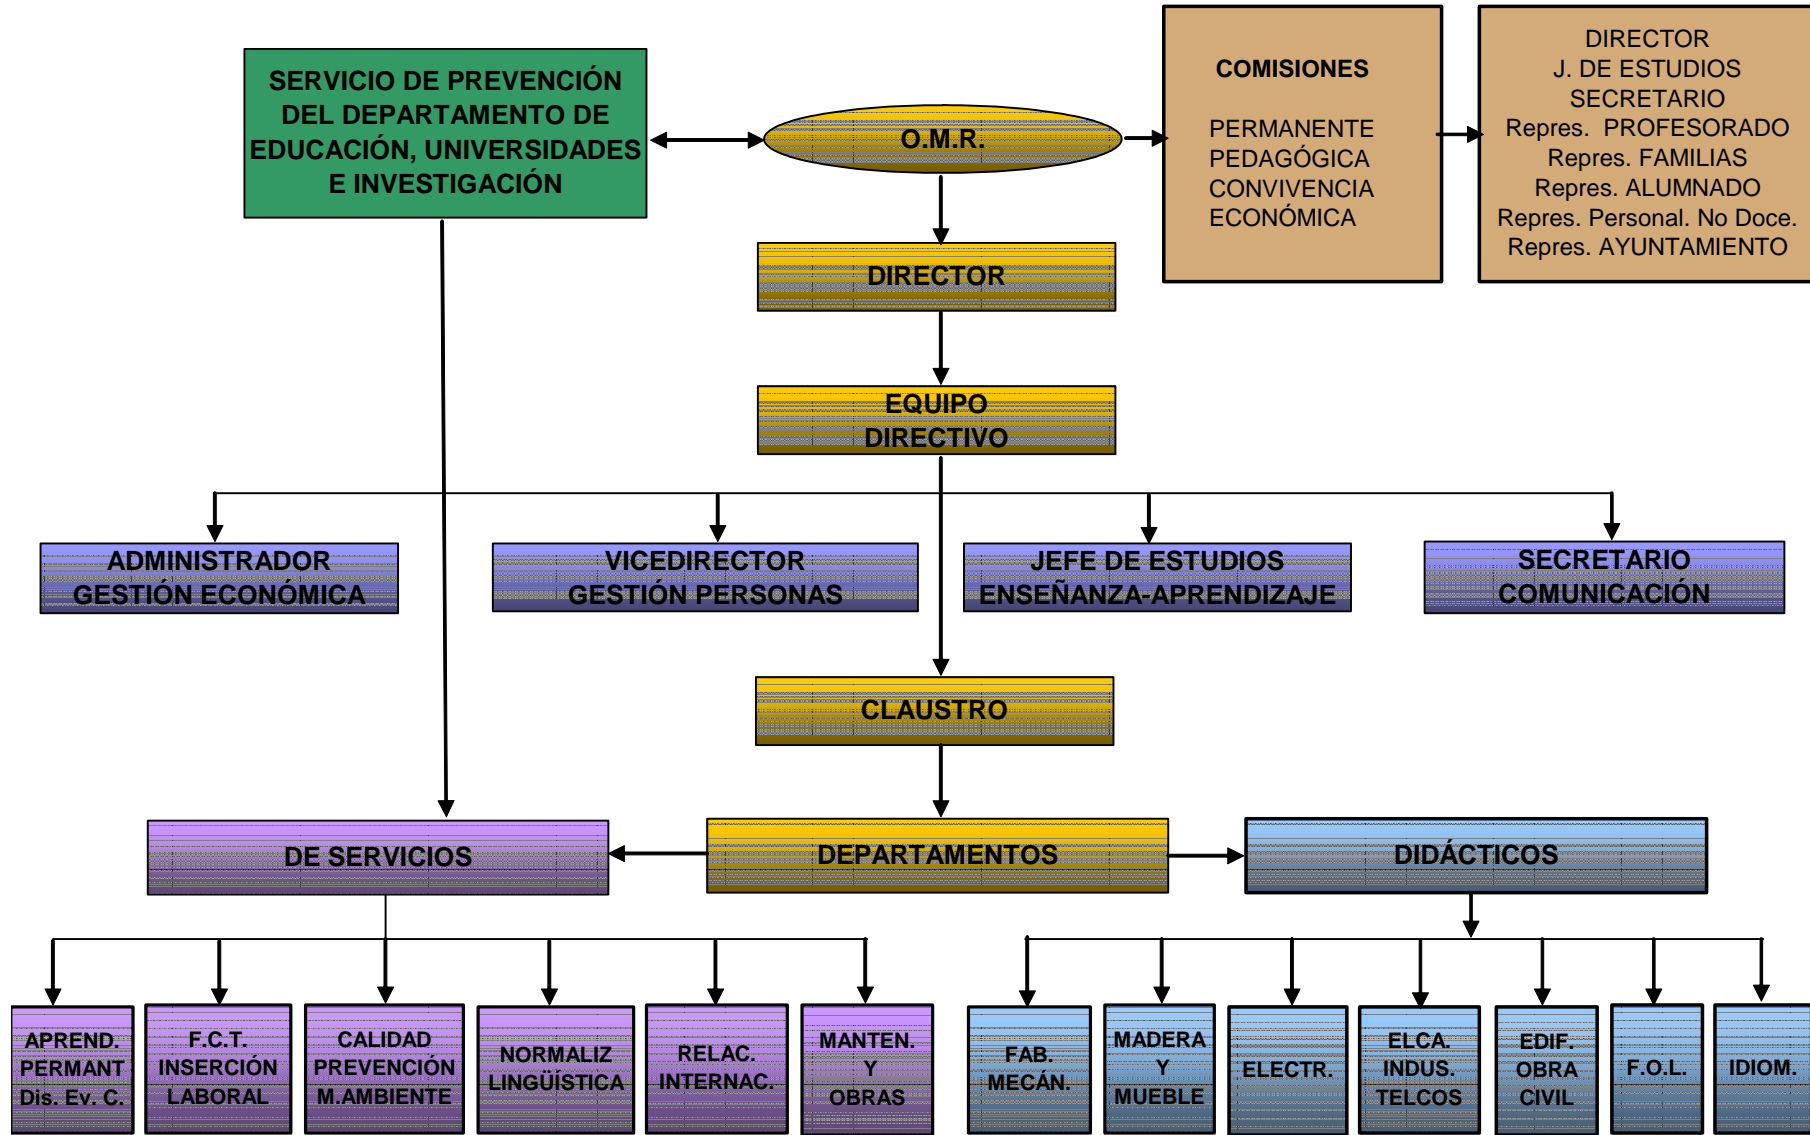 SERVICIO DE PREVENCIÓN
DEL DEPARTAMENTO DE
EDUCACIÓN, UNIVERSIDADES
E INVESTIGACIÓN
O.M.R.
COMISIONES
PERMANENTE
PEDAGÓGICA
CONVIVENCIA
ECONÓMICA
DIRECTOR
J. DE ESTUDIOS
SECRETARIO
Repres. PROFESORADO
Repres. FAMILIAS
Repres. ALUMNADO
Repres. Personal. No Doce.
Repres. AYUNTAMIENTO
DIRECTOR
EQUIPO
DIRECTIVO
ADMINISTRADOR
GESTIÓN ECONÓMICA
VICEDIRECTOR
GESTIÓN PERSONAS
JEFE DE ESTUDIOS
ENSEÑANZA-APRENDIZAJE
SECRETARIO
COMUNICACIÓN
CLAUSTRO
DE SERVICIOS
DEPARTAMENTOS
DIDÁCTICOS
APREND.
PERMANT
Dis. Ev. C.
F.C.T.
INSERCIÓN
LABORAL
CALIDAD
PREVENCIÓN
M.AMBIENTE
NORMALIZ
LINGÜÍSTICA
RELAC.
INTERNAC.
MANTEN.
Y
OBRAS
FAB.
MECÁN.
MADERA
Y
MUEBLE
ELECTR.
ELCA.
INDUS.
TELCOS
EDIF.
OBRA
CIVIL
F.O.L.
IDIOM.